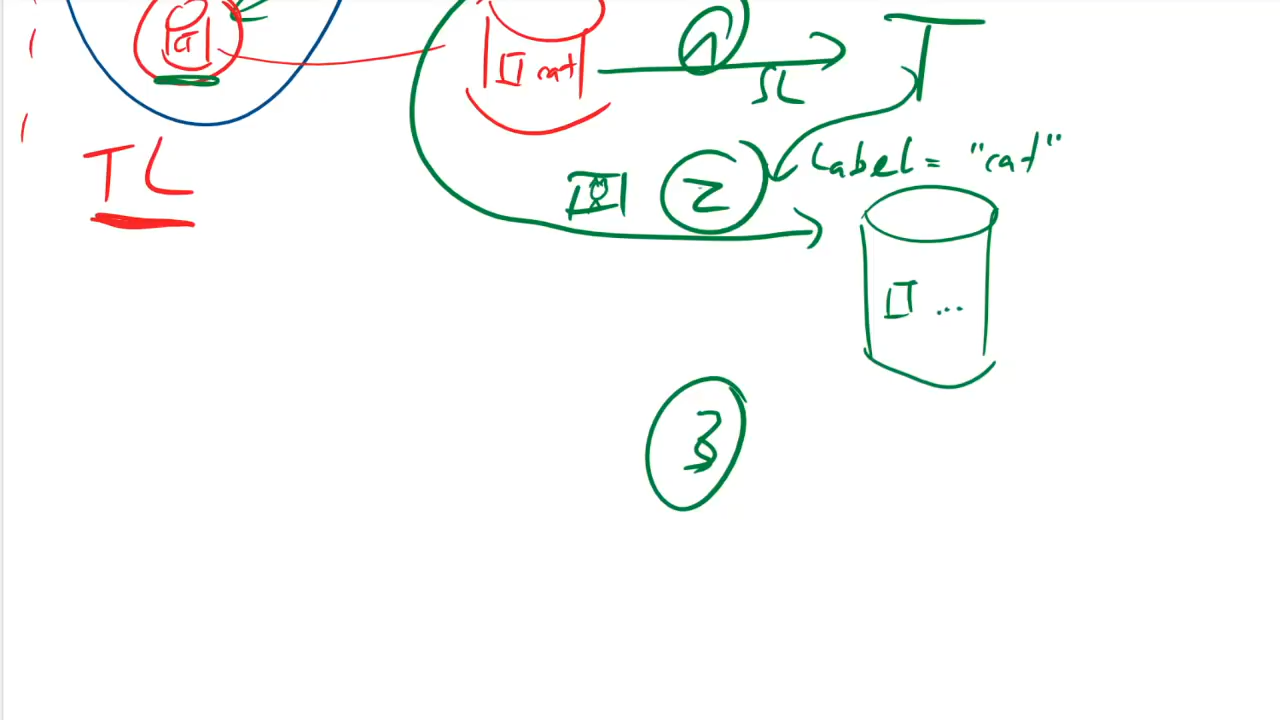 cat
1
SL
T
TL
Label = "cat"
2
...
3